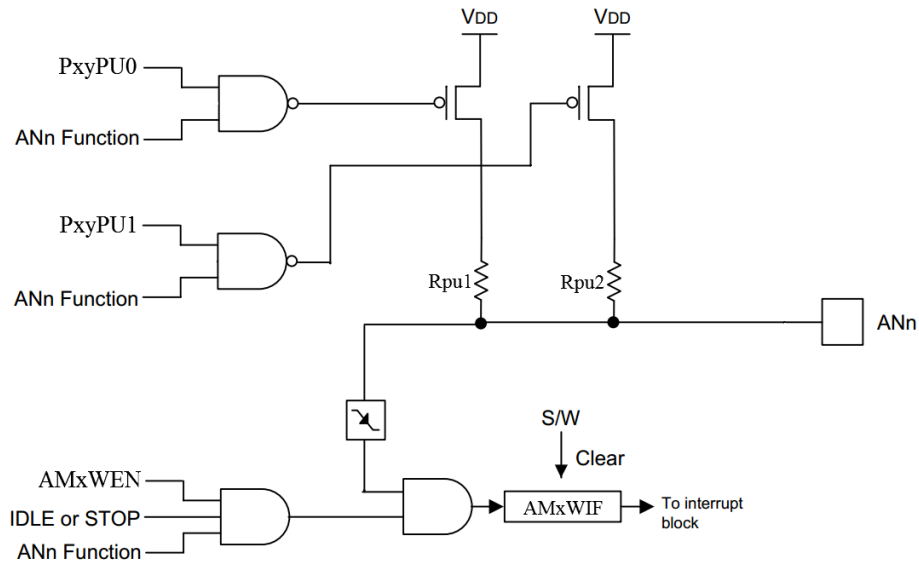 VDD
VDD
PxyPU0
ANn Function
PxyPU1
ANn Function
Rpu1
Rpu2
ANn
S/W
Clear
AMxWEN
IDLE or STOP
ANn Function
AMxWIF
To interrupt
block